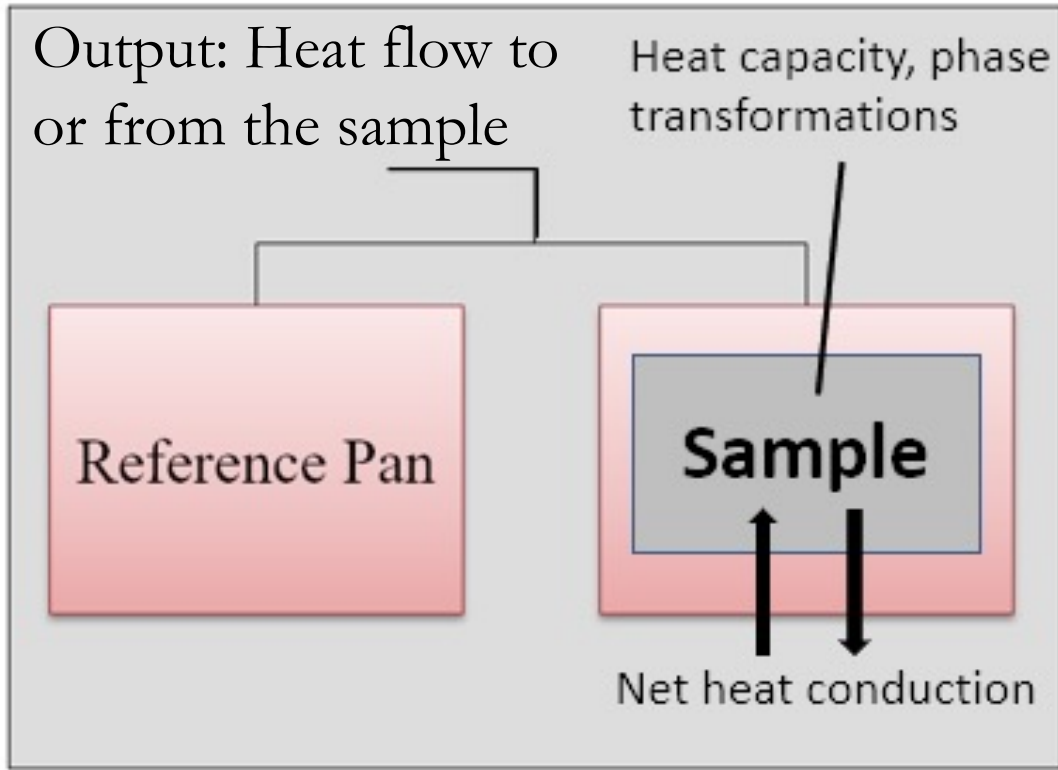 Output: Heat flow to
or from the sample
Heat capacity, phase
transformations
Reference Pan
Sample
Net heat conduction